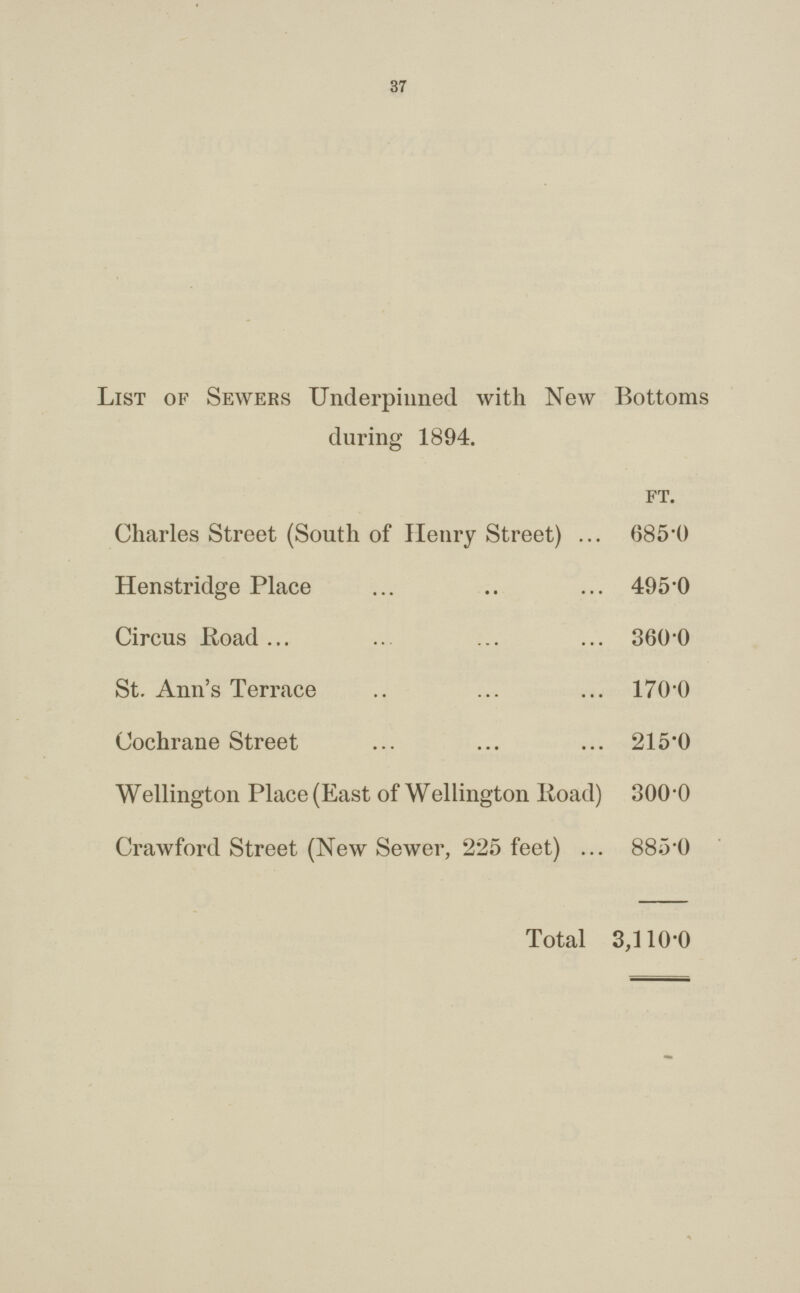 37
List of Sewers Underpinned with New Bottoms
during 1894.
FT.
Charles Street (South of Henry Street) ... 685·0
Henstridge Place ... .. ... 495·0
Circus Road ... ... ... ... 360·0
St. Ann's Terrace .. ... ... 170·0
Cochrane Street ... ... ... 215·0
Wellington Place (East of Wellington Road) 300·0
Crawford Street (New Sewer, 225 feet) ... 885·0
Total 3,110·0